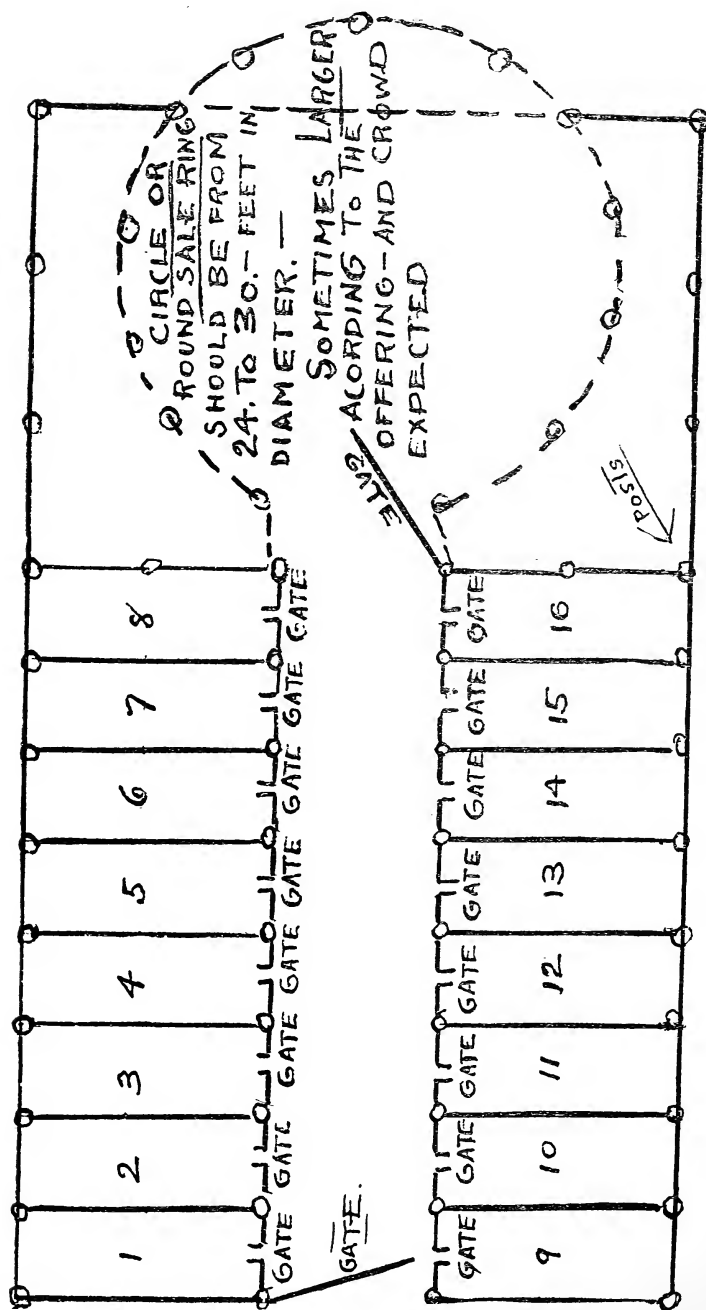 CIRCLE OR
ROUND SALE RING
SHOULD BE FROM
24. TO 30.- FEET IN
DIAMETER.—
SOMETIMES LARGER
ACORDING TO THE
OFFERING-AND CROWD
EXPECTED
1 2 3 4 5 6 7 8
GATE GATE GATE GATE GATE GATE GATE GATE
GATE.
GATE
GATE GATE GATE GATE GATE GATE GATE GATE
9 10 11 12 13 14 15 16
Posts